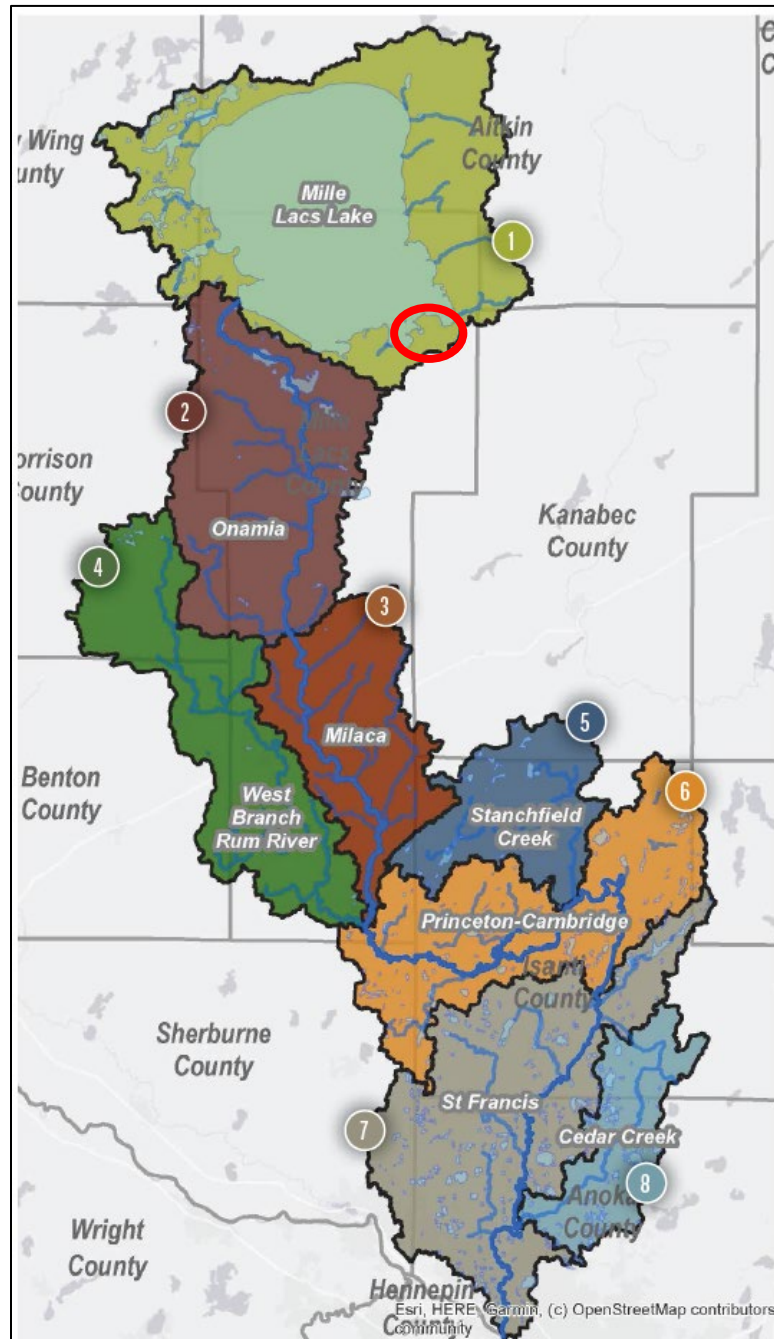 y Wing
unty
Aitkin
County
Mille
Lacs Lake
1
2
orrison
County
Lacs
Onamia
Kanabec
County
4
3
Milaca
5
Benton
County
West
Branch
Rum River
Stanchfield
Creek
6
Princeton-Cambridge
Isanti
County
Sherburne
County
St Francis
7
Cedar Creek
8
Anoka
County
Wright
County
Hennepin
County
Esri, HERE, Garmin, (c) OpenStreetMap contributors
community